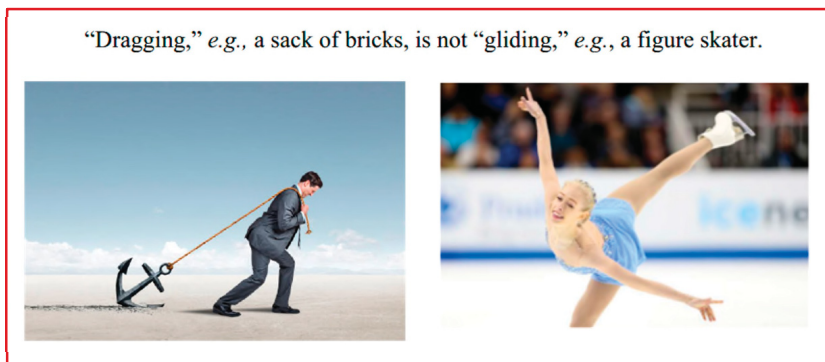 “Dragging,” e.g., a sack of bricks, is not “gliding,” e.g., a figure skater.